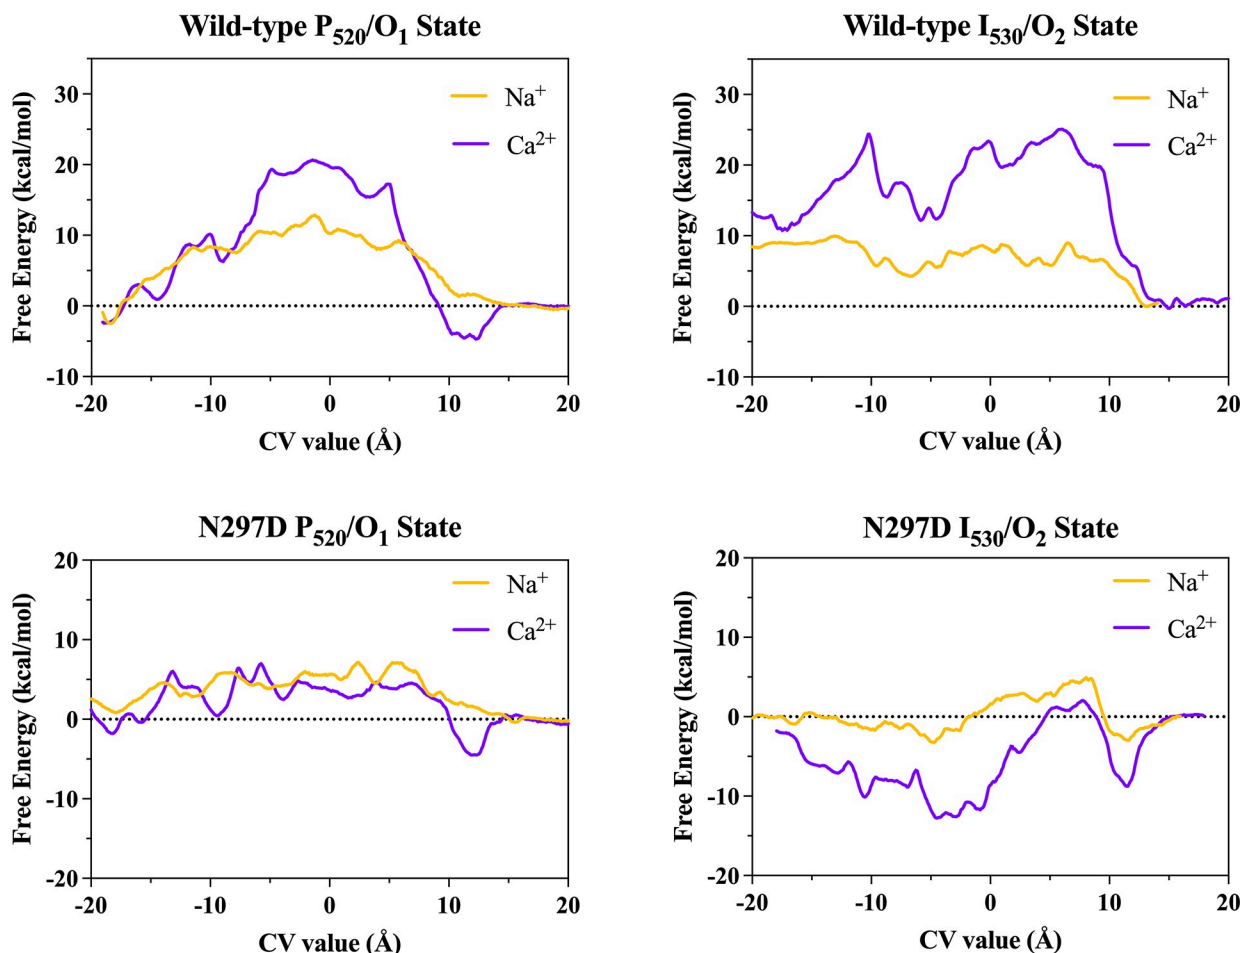 Wild-type P520/O1 State
Free Energy (kcal/mol)
30
20
10
0
-10
Na+
Ca2+
-20
-10
0
10
20
CV value (Å)
Wild-type I530/O2 State
Free Energy (kcal/mol)
30
20
10
0
-10
Na+
Ca2+
-20
-10
0
10
20
CV value (Å)
N297D P520/O1 State
Free Energy (kcal/mol)
20
10
0
-10
-20
Na+
Ca2+
-20
-10
0
10
20
CV value (Å)
N297D I530/O2 State
Free Energy (kcal/mol)
20
10
0
-10
-20
Na+
Ca2+
-20
-10
0
10
20
CV value (Å)